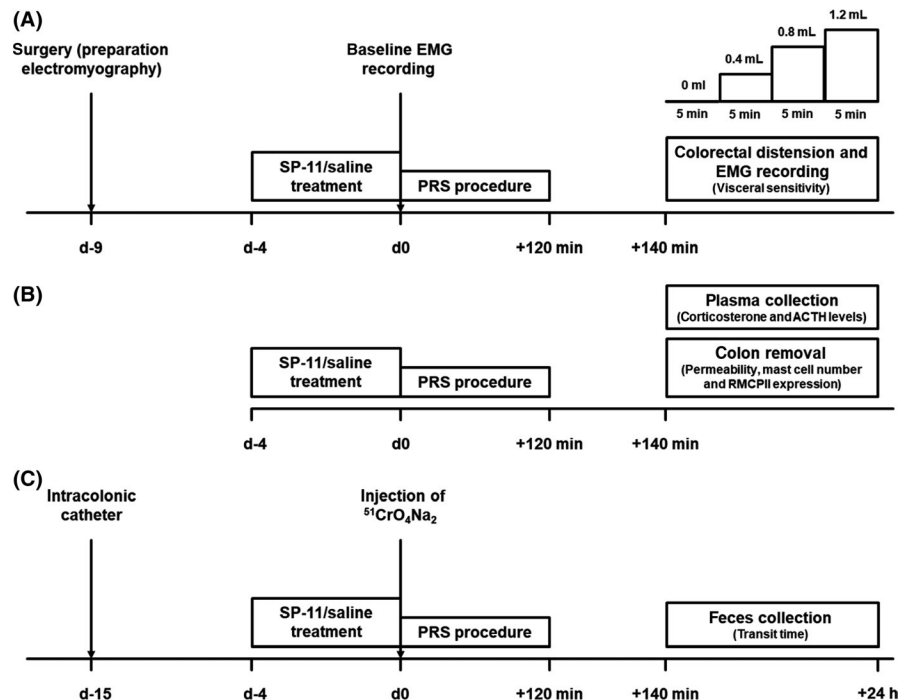 (A)
Surgery (preparation
electromyography)
Baseline EMG
recording
0 ml
0.4 mL
0.8 mL
1.2 mL
5 min
5 min
5 min
5 min
SP-11/saline
treatment
PRS procedure
Colorectal distension and
EMG recording
(Visceral sensitivity)
d-9
d-4
d0
+120 min
+140 min
(B)
SP-11/saline
treatment
PRS procedure
Plasma collection
(Corticosterone and ACTH levels)
Colon removal
(Permeability, mast cell number
and RMCPII expression)
d-4
d0
+120 min
+140 min
(C)
Intracolonic
catheter
Injection of
⁵¹CrO₄Na₂
SP-11/saline
treatment
PRS procedure
Feces collection
(Transit time)
d-15
d-4
d0
+120 min
+140 min
+24 h